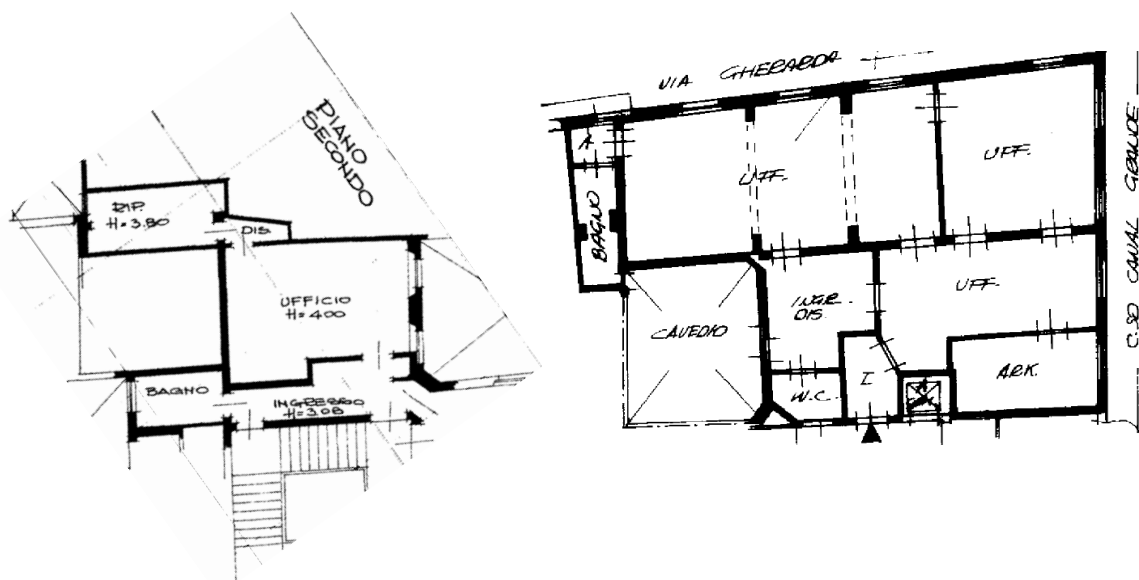 PIANO
SECONDO
RIP.
H=3.80
DIS.
UFFICIO
H=400
BAGNO
INGRESSO
H=3.08
VIA GHERARDA
A.
BAGNO
UFF.
UFF.
C.SO CANAL GRANDE
CAVEDIO
INGR.
DIS.
UFF.
W.C.
I.
ARK.